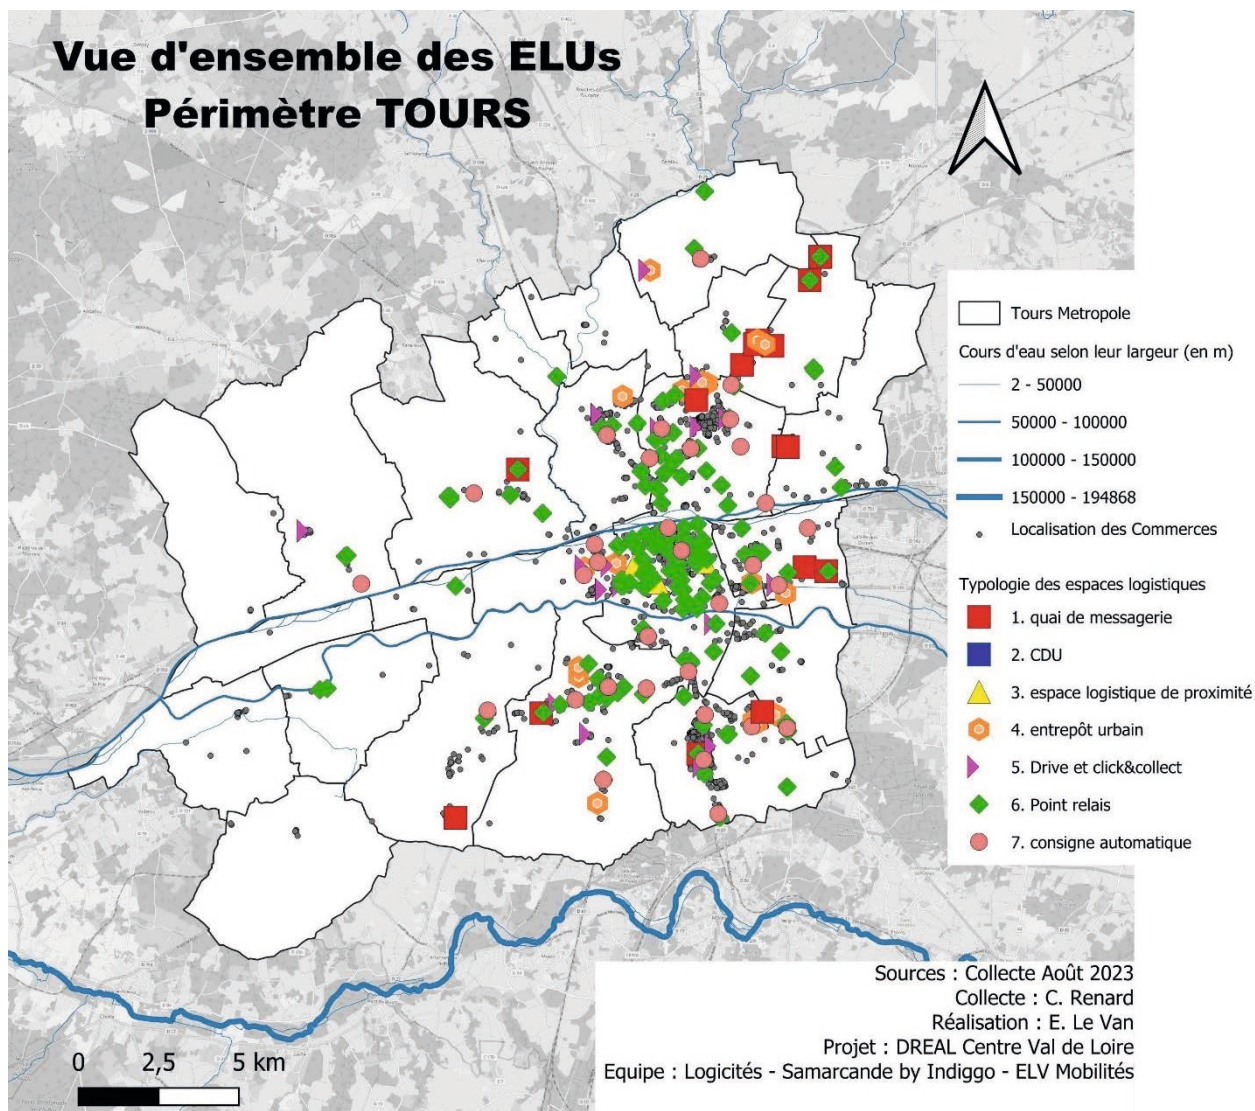 Vue d'ensemble des ELUs
Périmètre TOURS
Tours Metropole
Cours d'eau selon leur largeur (en m)
2 - 50000
50000 - 100000
100000 - 150000
150000 - 194868
Localisation des Commerces
Typologie des espaces logistiques
1. quai de messagerie
2. CDU
3. espace logistique de proximité
4. entrepôt urbain
5. Drive et click&collect
6. Point relais
7. consigne automatique
Sources : Collecte Août 2023
Collecte : C. Renard
Réalisation : E. Le Van
Projet : DREAL Centre Val de Loire
Equipe : Logicités - Samarcande by Indiggo - ELV Mobilités
0 2,5 5 km